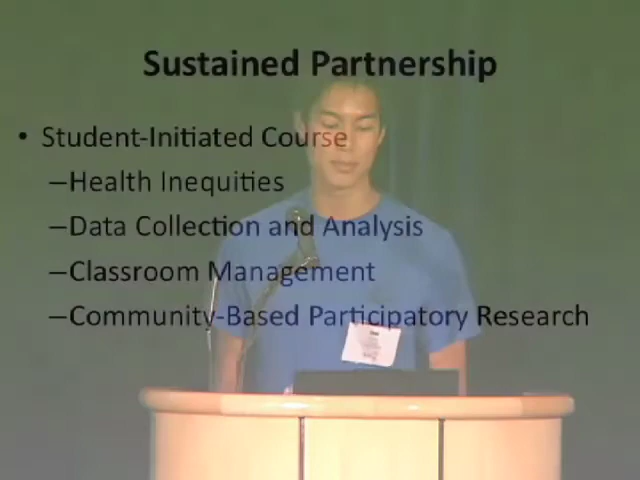 Sustained Partnership
• Student-Initiated Course
–Health Inequities
–Data Collection and Analysis
–Classroom Management
–Community-Based Participatory Research